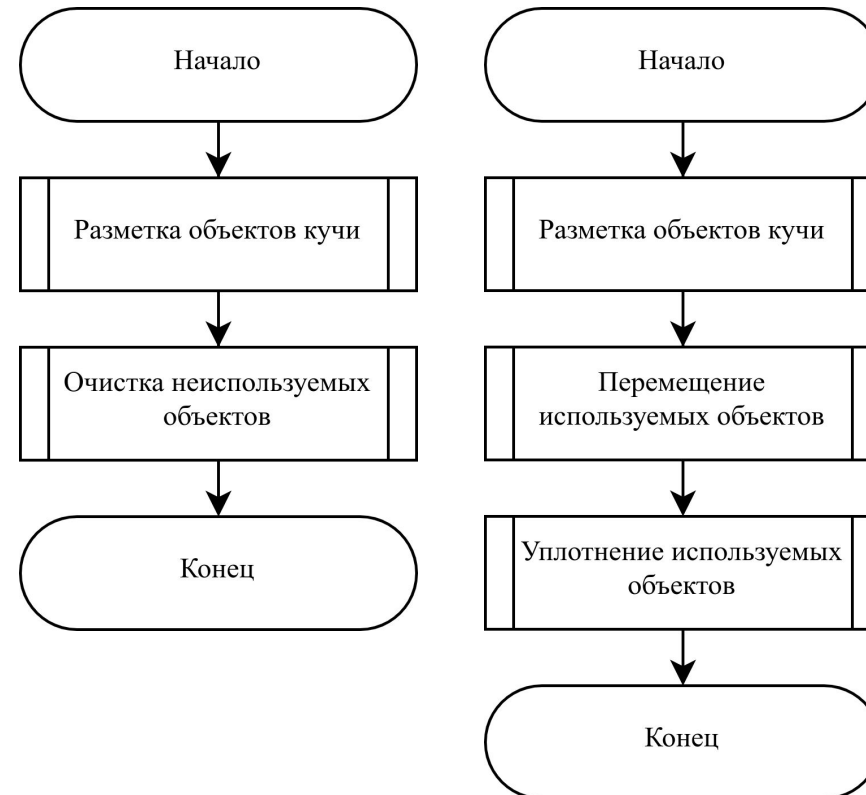 Начало
Разметка объектов кучи
Очистка неиспользуемых
объектов
Конец
Начало
Разметка объектов кучи
Перемещение
используемых объектов
Уплотнение используемых
объектов
Конец